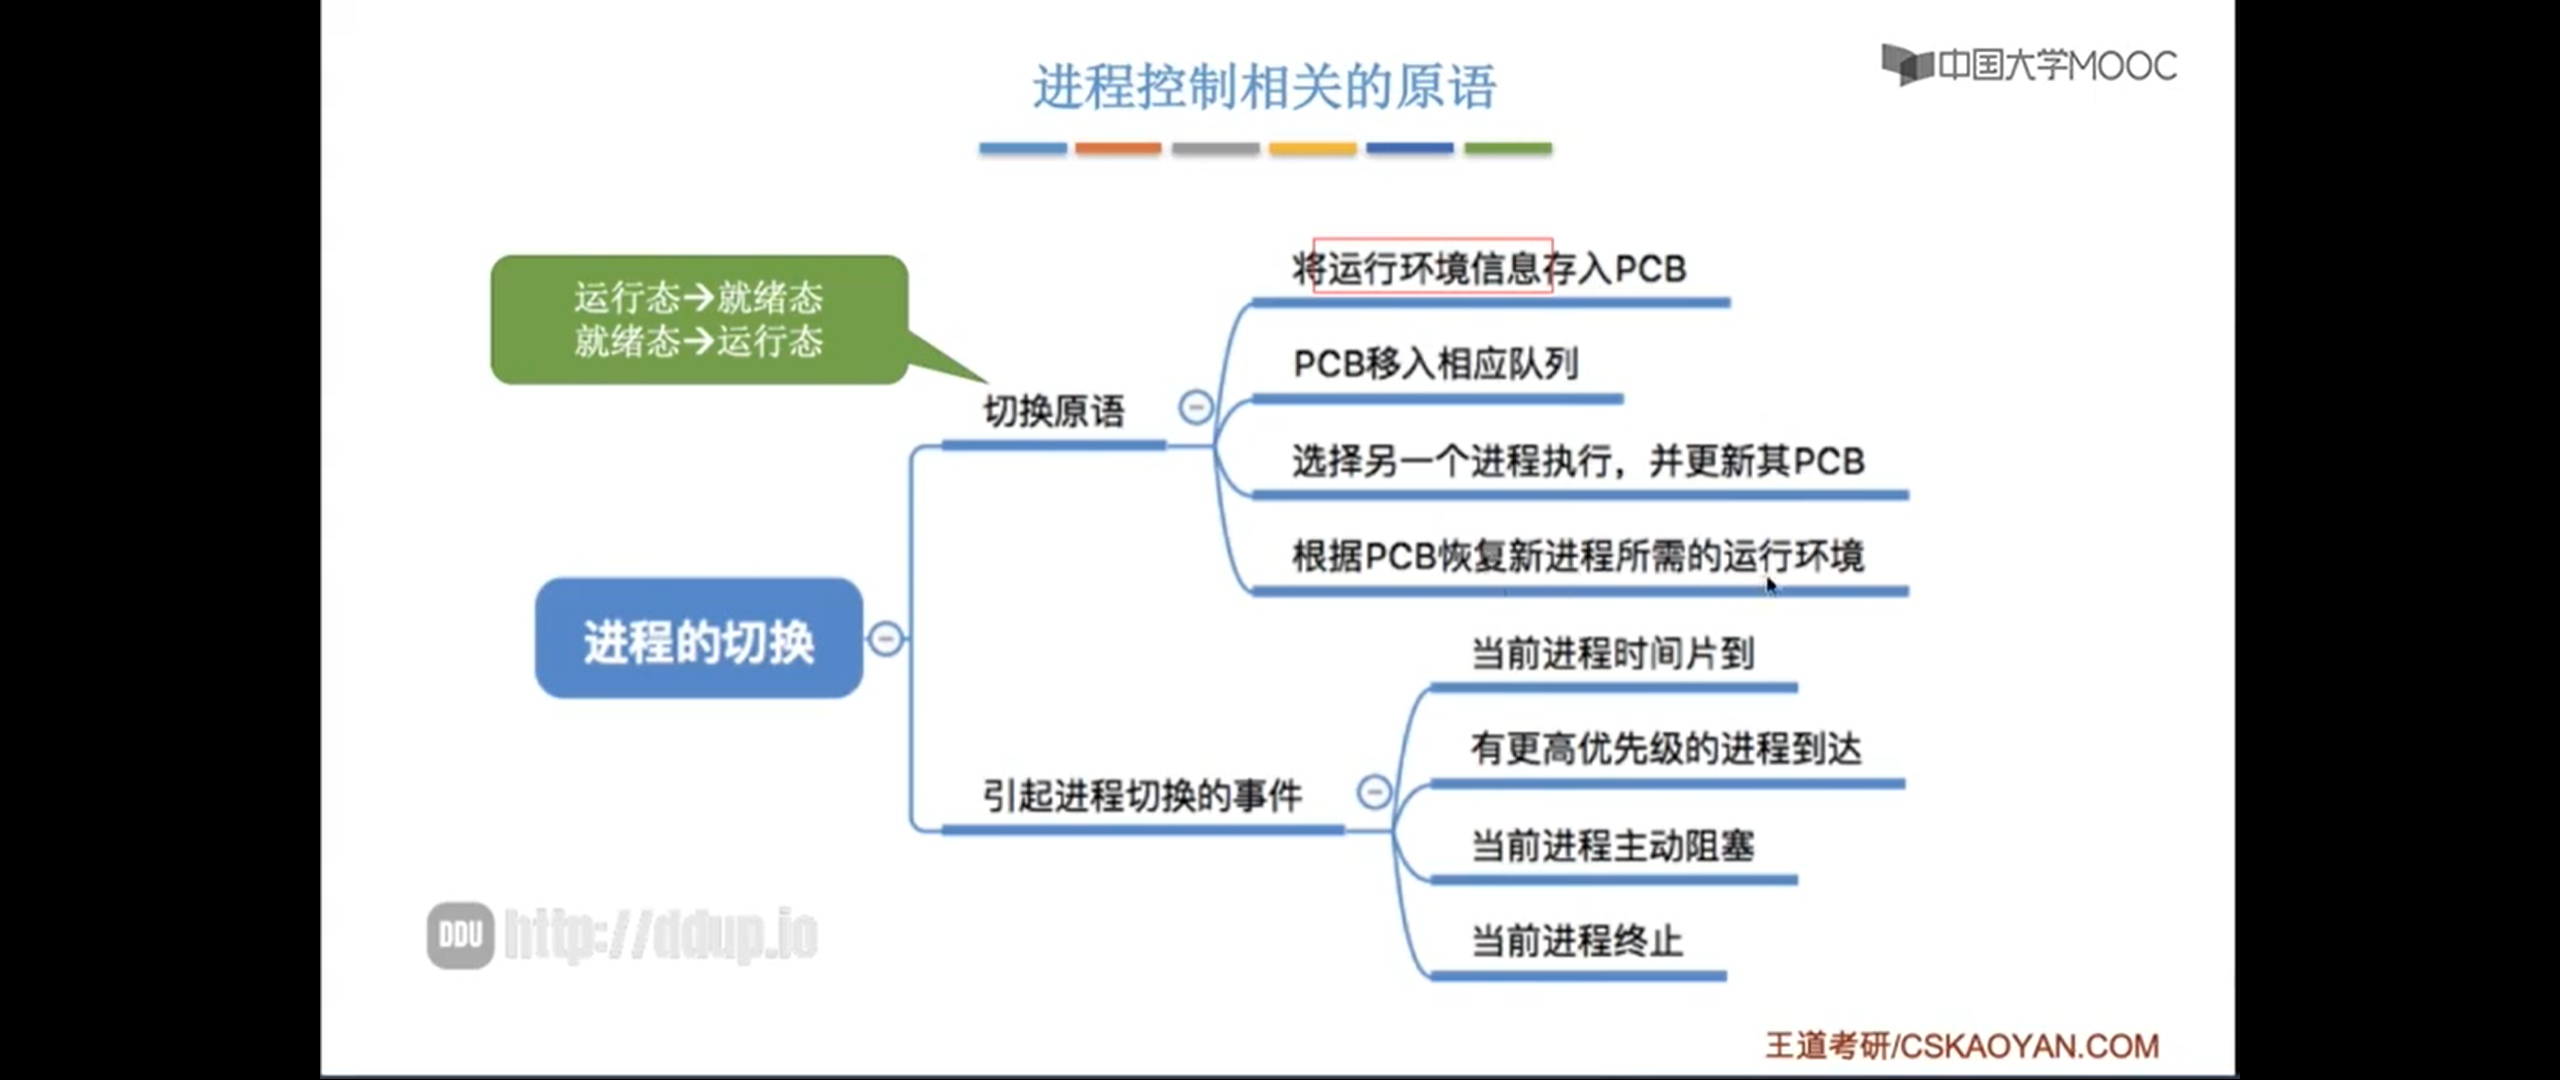 进程控制相关的原语
中国大学MOOC
运行态→就绪态
就绪态→运行态
切换原语
将运行环境信息存入PCB
PCB移入相应队列
选择另一个进程执行，并更新其PCB
根据PCB恢复新进程所需的运行环境
进程的切换
引起进程切换的事件
当前进程时间片到
有更高优先级的进程到达
当前进程主动阻塞
当前进程终止
DDU http://ddup.io
王道考研/CSKAOYAN.COM